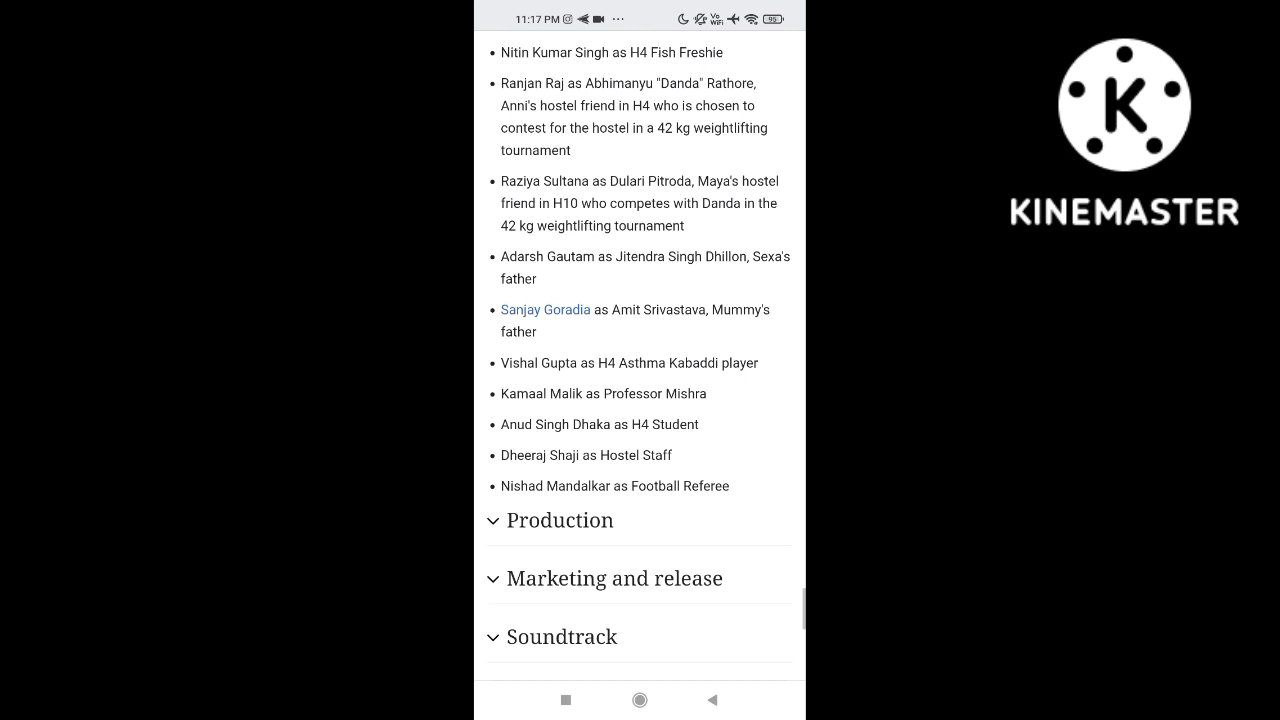 11:17 PM
Vo
WiFi
95
Nitin Kumar Singh as H4 Fish Freshie
Ranjan Raj as Abhimanyu "Danda" Rathore,
Anni's hostel friend in H4 who is chosen to
contest for the hostel in a 42 kg weightlifting
tournament
Raziya Sultana as Dulari Pitroda, Maya's hostel
friend in H10 who competes with Danda in the
42 kg weightlifting tournament
Adarsh Gautam as Jitendra Singh Dhillon, Sexa's
father
Sanjay Goradia as Amit Srivastava, Mummy's
father
Vishal Gupta as H4 Asthma Kabaddi player
Kamaal Malik as Professor Mishra
Anud Singh Dhaka as H4 Student
Dheeraj Shaji as Hostel Staff
Nishad Mandalkar as Football Referee
Production
Marketing and release
Soundtrack
K
KINEMASTER